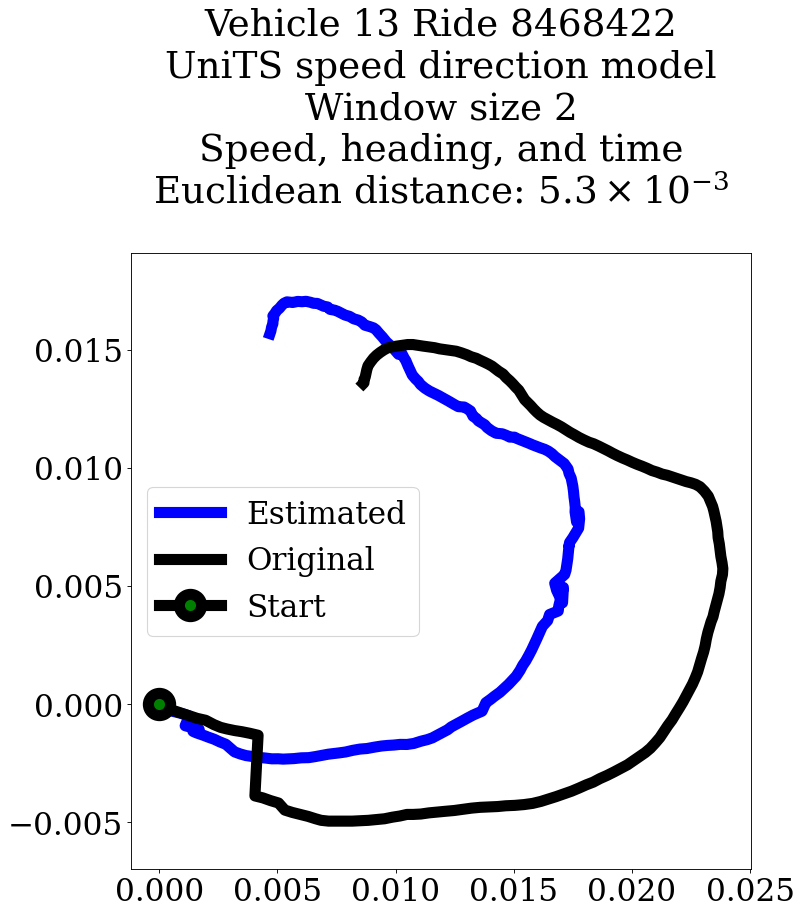 Vehicle 13 Ride 8468422
UniTS speed direction model
Window size 2
Speed, heading, and time
Euclidean distance: 5.3 × 10⁻³
0.015
0.010
0.005
0.000
−0.005
Estimated
Original
Start
0.000 0.005 0.010 0.015 0.020 0.025